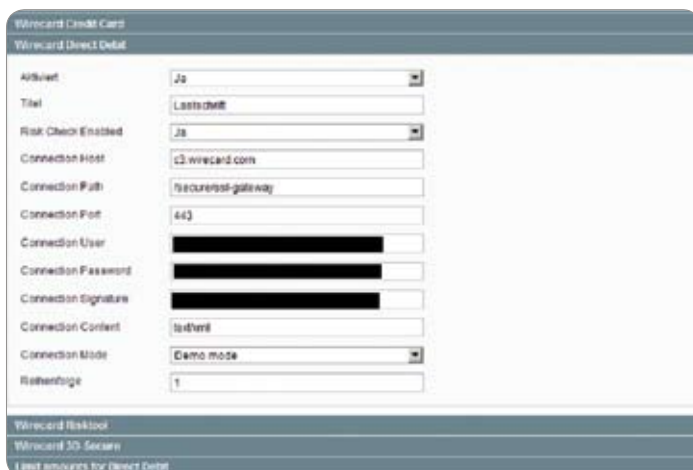 Wirecard Credit Card
Wirecard Direct Debit
Aktiviert Ja
Titel Lastschrift
Risk Check Enabled Ja
Connection Host c3.wirecard.com
Connection Path /secure/ssl-gateway
Connection Port 443
Connection User
Connection Password
Connection Signature
Connection Content text/xml
Connection Mode Demo mode
Reihenfolge 1
Wirecard Risktool
Wirecard 3D-Secure
Limit amounts for Direct Debit